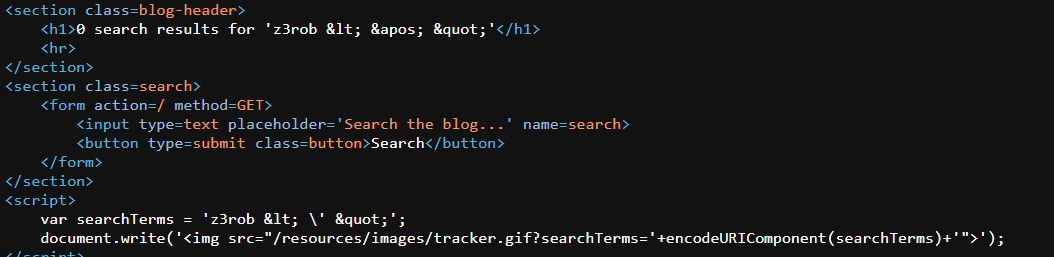 <section class=blog-header>
<h1>0 search results for 'z3rob &lt; &apos; &quot;'</h1>
<hr>
</section>
<section class=search>
<form action=/ method=GET>
<input type=text placeholder='Search the blog...' name=search>
<button type=submit class=button>Search</button>
</form>
</section>
<script>
var searchTerms = 'z3rob &lt; \' &quot;';
document.write('<img src="/resources/images/tracker.gif?searchTerms='+encodeURIComponent(searchTerms)+'">');
</script>